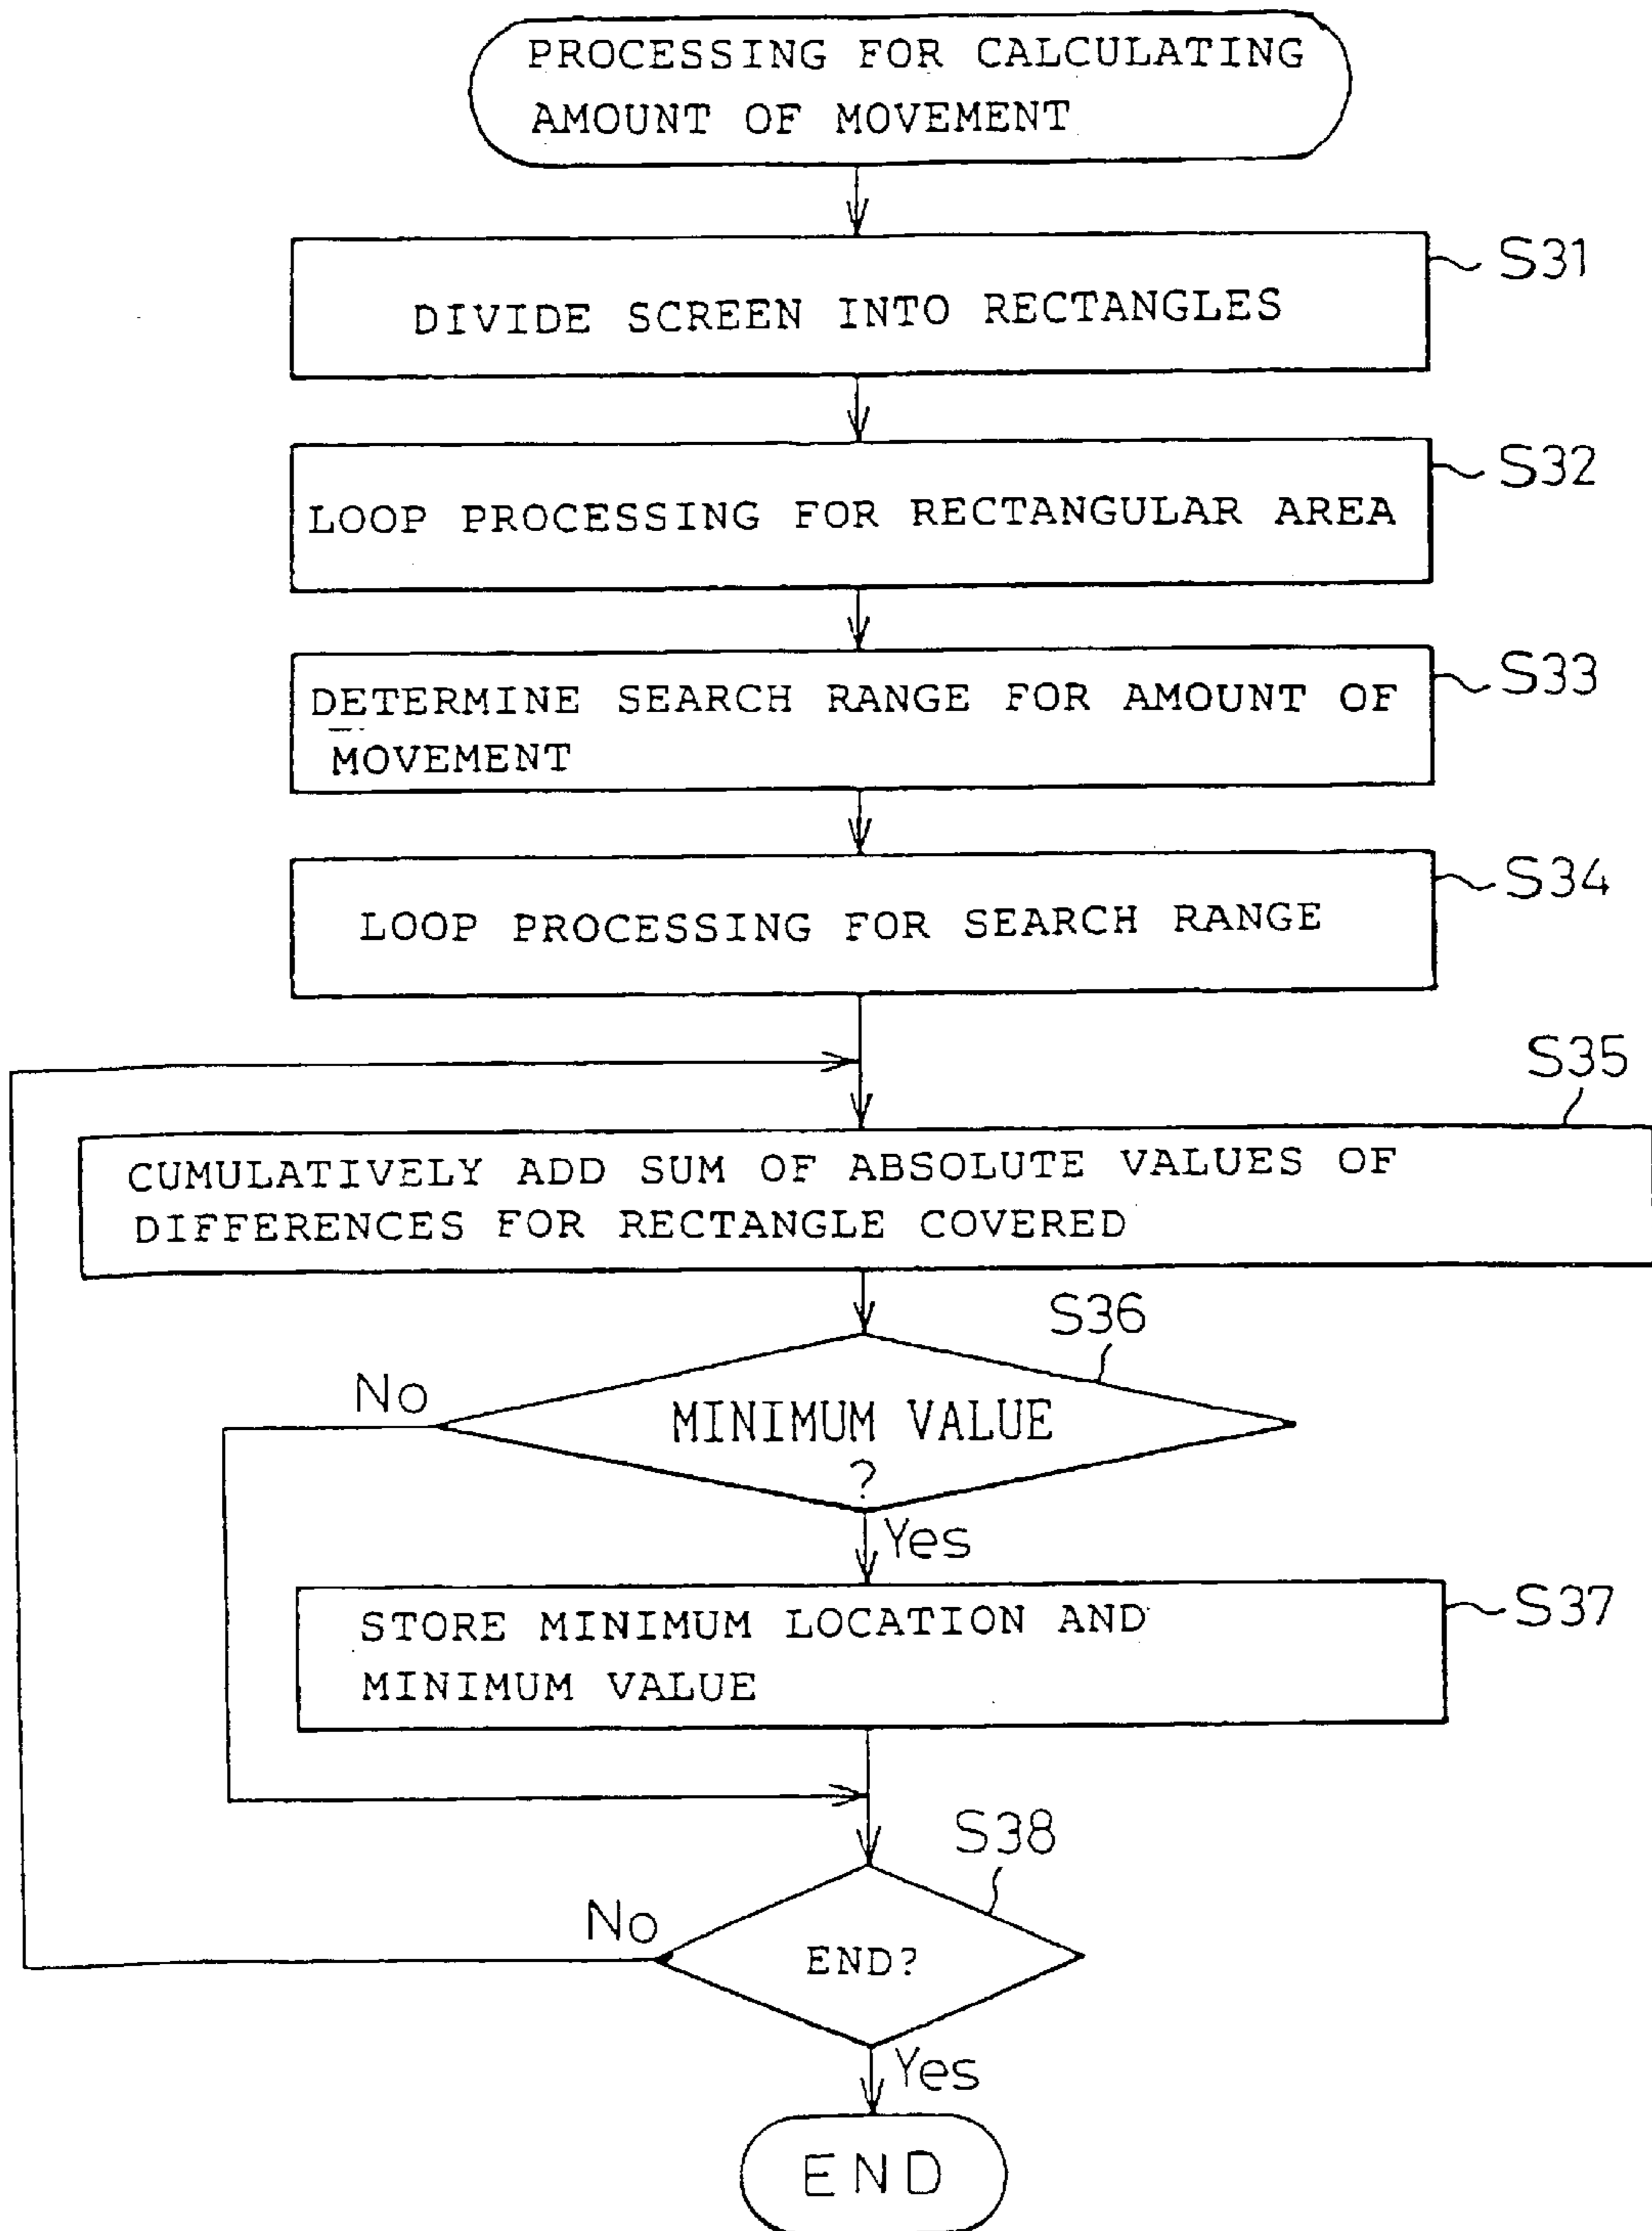 PROCESSING FOR CALCULATING
AMOUNT OF MOVEMENT
S31
DIVIDE SCREEN INTO RECTANGLES
S32
LOOP PROCESSING FOR RECTANGULAR AREA
S33
DETERMINE SEARCH RANGE FOR AMOUNT OF
MOVEMENT
S34
LOOP PROCESSING FOR SEARCH RANGE
S35
CUMULATIVELY ADD SUM OF ABSOLUTE VALUES OF
DIFFERENCES FOR RECTANGLE COVERED
S36
No
MINIMUM VALUE
?
Yes
S37
STORE MINIMUM LOCATION AND
MINIMUM VALUE
S38
No
END?
Yes
END